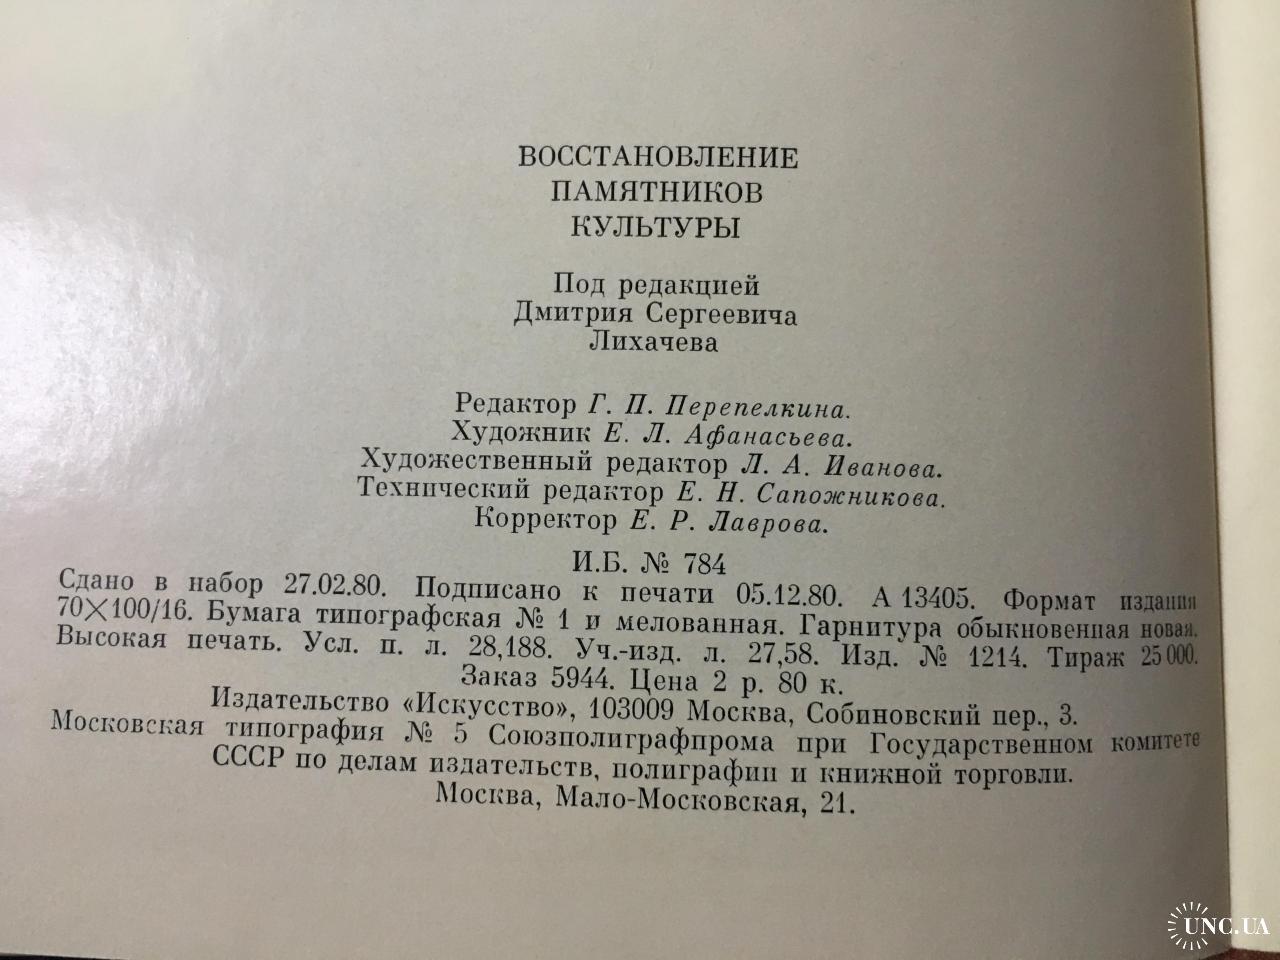 ВОССТАНОВЛЕНИЕ
ПАМЯТНИКОВ
КУЛЬТУРЫ
Под редакцией
Дмитрия Сергеевича
Лихачева
Редактор Г. П. Перепелкина.
Художник Е. Л. Афанасьева.
Художественный редактор Л. А. Иванова.
Технический редактор Е. Н. Сапожникова.
Корректор Е. Р. Лаврова.
И.Б. № 784
Сдано в набор 27.02.80. Подписано к печати 05.12.80. А 13405. Формат издания
70×100/16. Бумага типографская № 1 и мелованная. Гарнитура обыкновенная новая.
Высокая печать. Усл. п. л. 28,188. Уч.-изд. л. 27,58. Изд. № 1214. Тираж 25 000.
Заказ 5944. Цена 2 р. 80 к.
Издательство «Искусство», 103009 Москва, Собиновский пер., 3.
Московская типография № 5 Союзполиграфпрома при Государственном комитете
СССР по делам издательств, полиграфии и книжной торговли.
Москва, Мало-Московская, 21.
UNC.UA